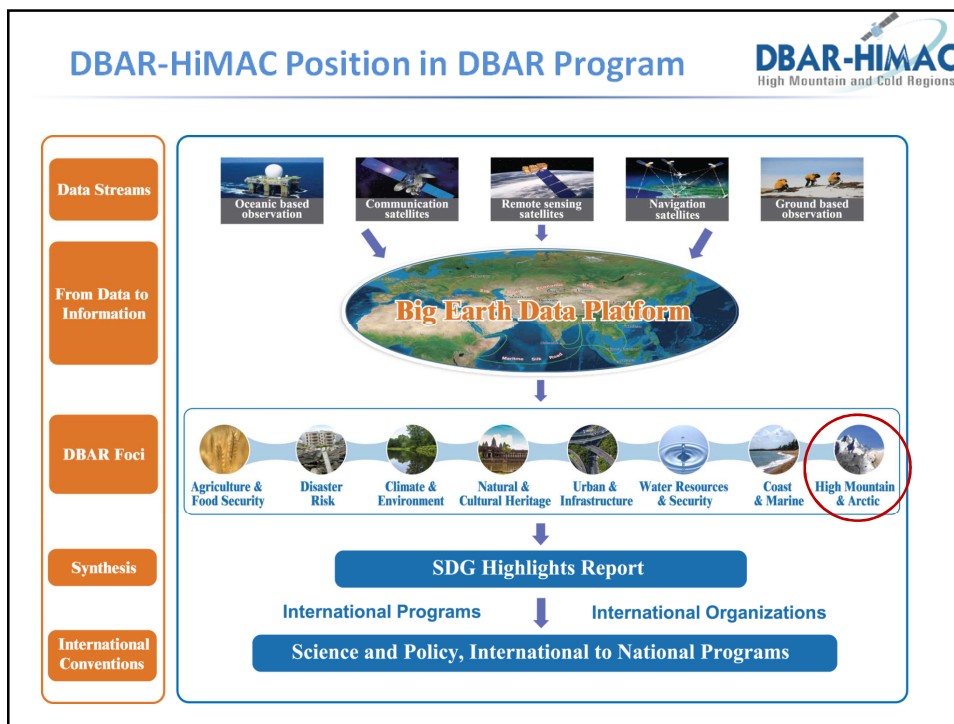 DBAR-HiMAC Position in DBAR Program
DBAR-HiMAC
High Mountain and Cold Regions
Data Streams
Oceanic based
observation
Communication
satellites
Remote sensing
satellites
Navigation
satellites
Ground based
observation
From Data to
Information
Big Earth Data Platform
Maritime Silk Road
DBAR Foci
Agriculture &
Food Security
Disaster
Risk
Climate &
Environment
Natural &
Cultural Heritage
Urban &
Infrastructure
Water Resources
& Security
Coast
& Marine
High Mountain
& Arctic
Synthesis
SDG Highlights Report
International Programs
International Organizations
International
Conventions
Science and Policy, International to National Programs